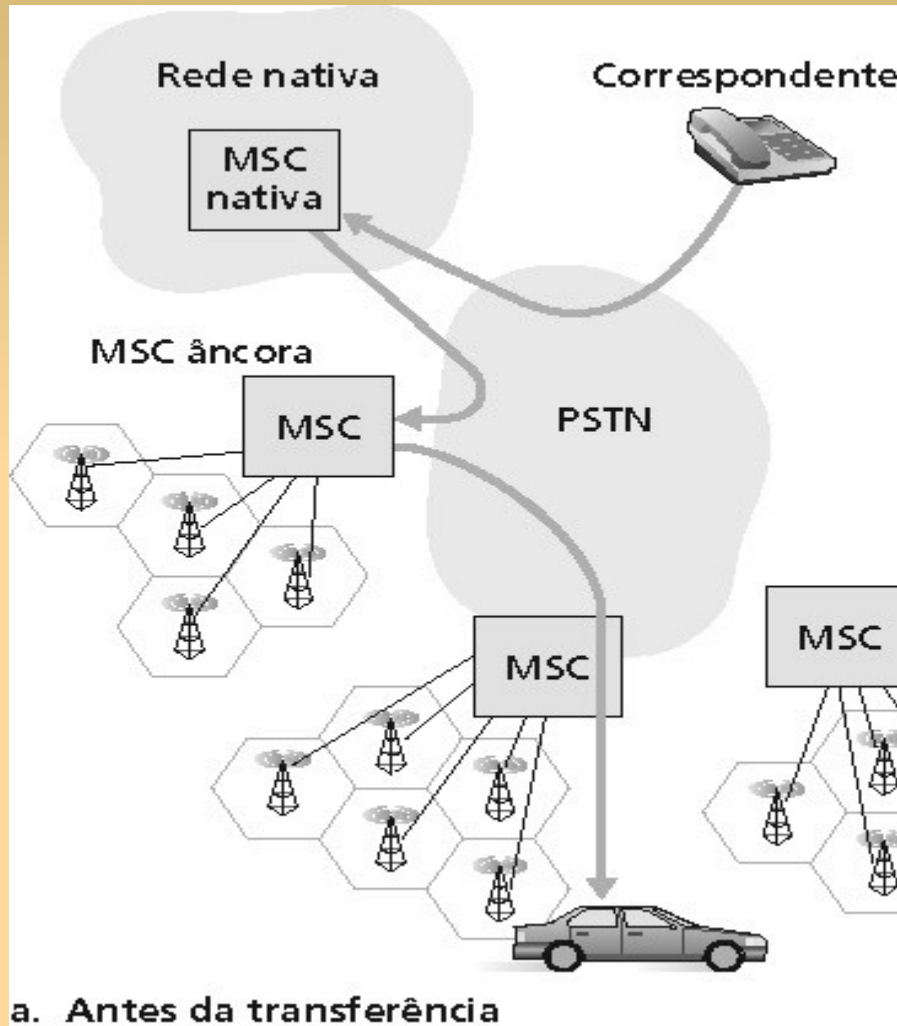 Rede nativa
Correspondente
MSC
nativa
MSC âncora
MSC
PSTN
MSC
MSC
a. Antes da transferência